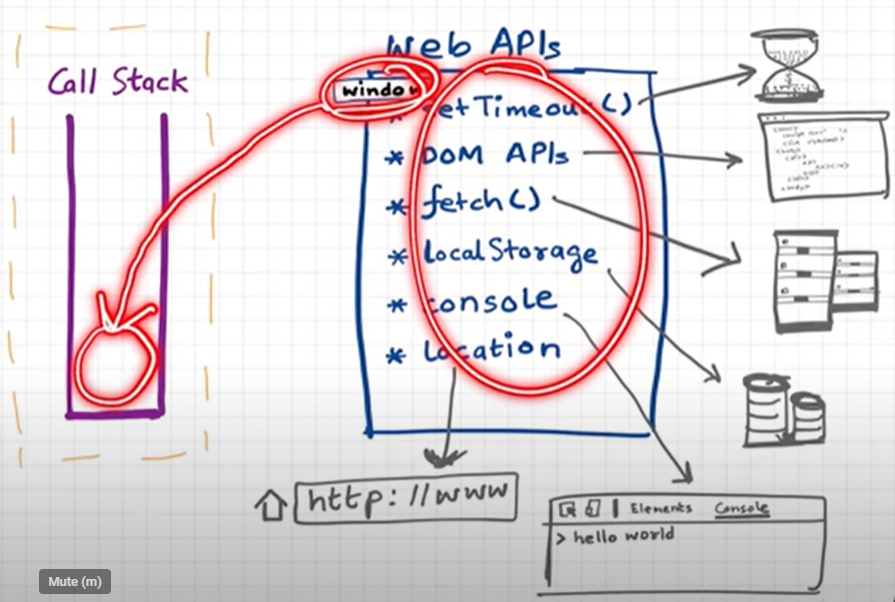 Web APIs
Call Stack
window
* setTimeout()
* DOM APIs
* fetch()
* localStorage
* console
* Location
http://www
Elements Console
> hello world
Mute (m)